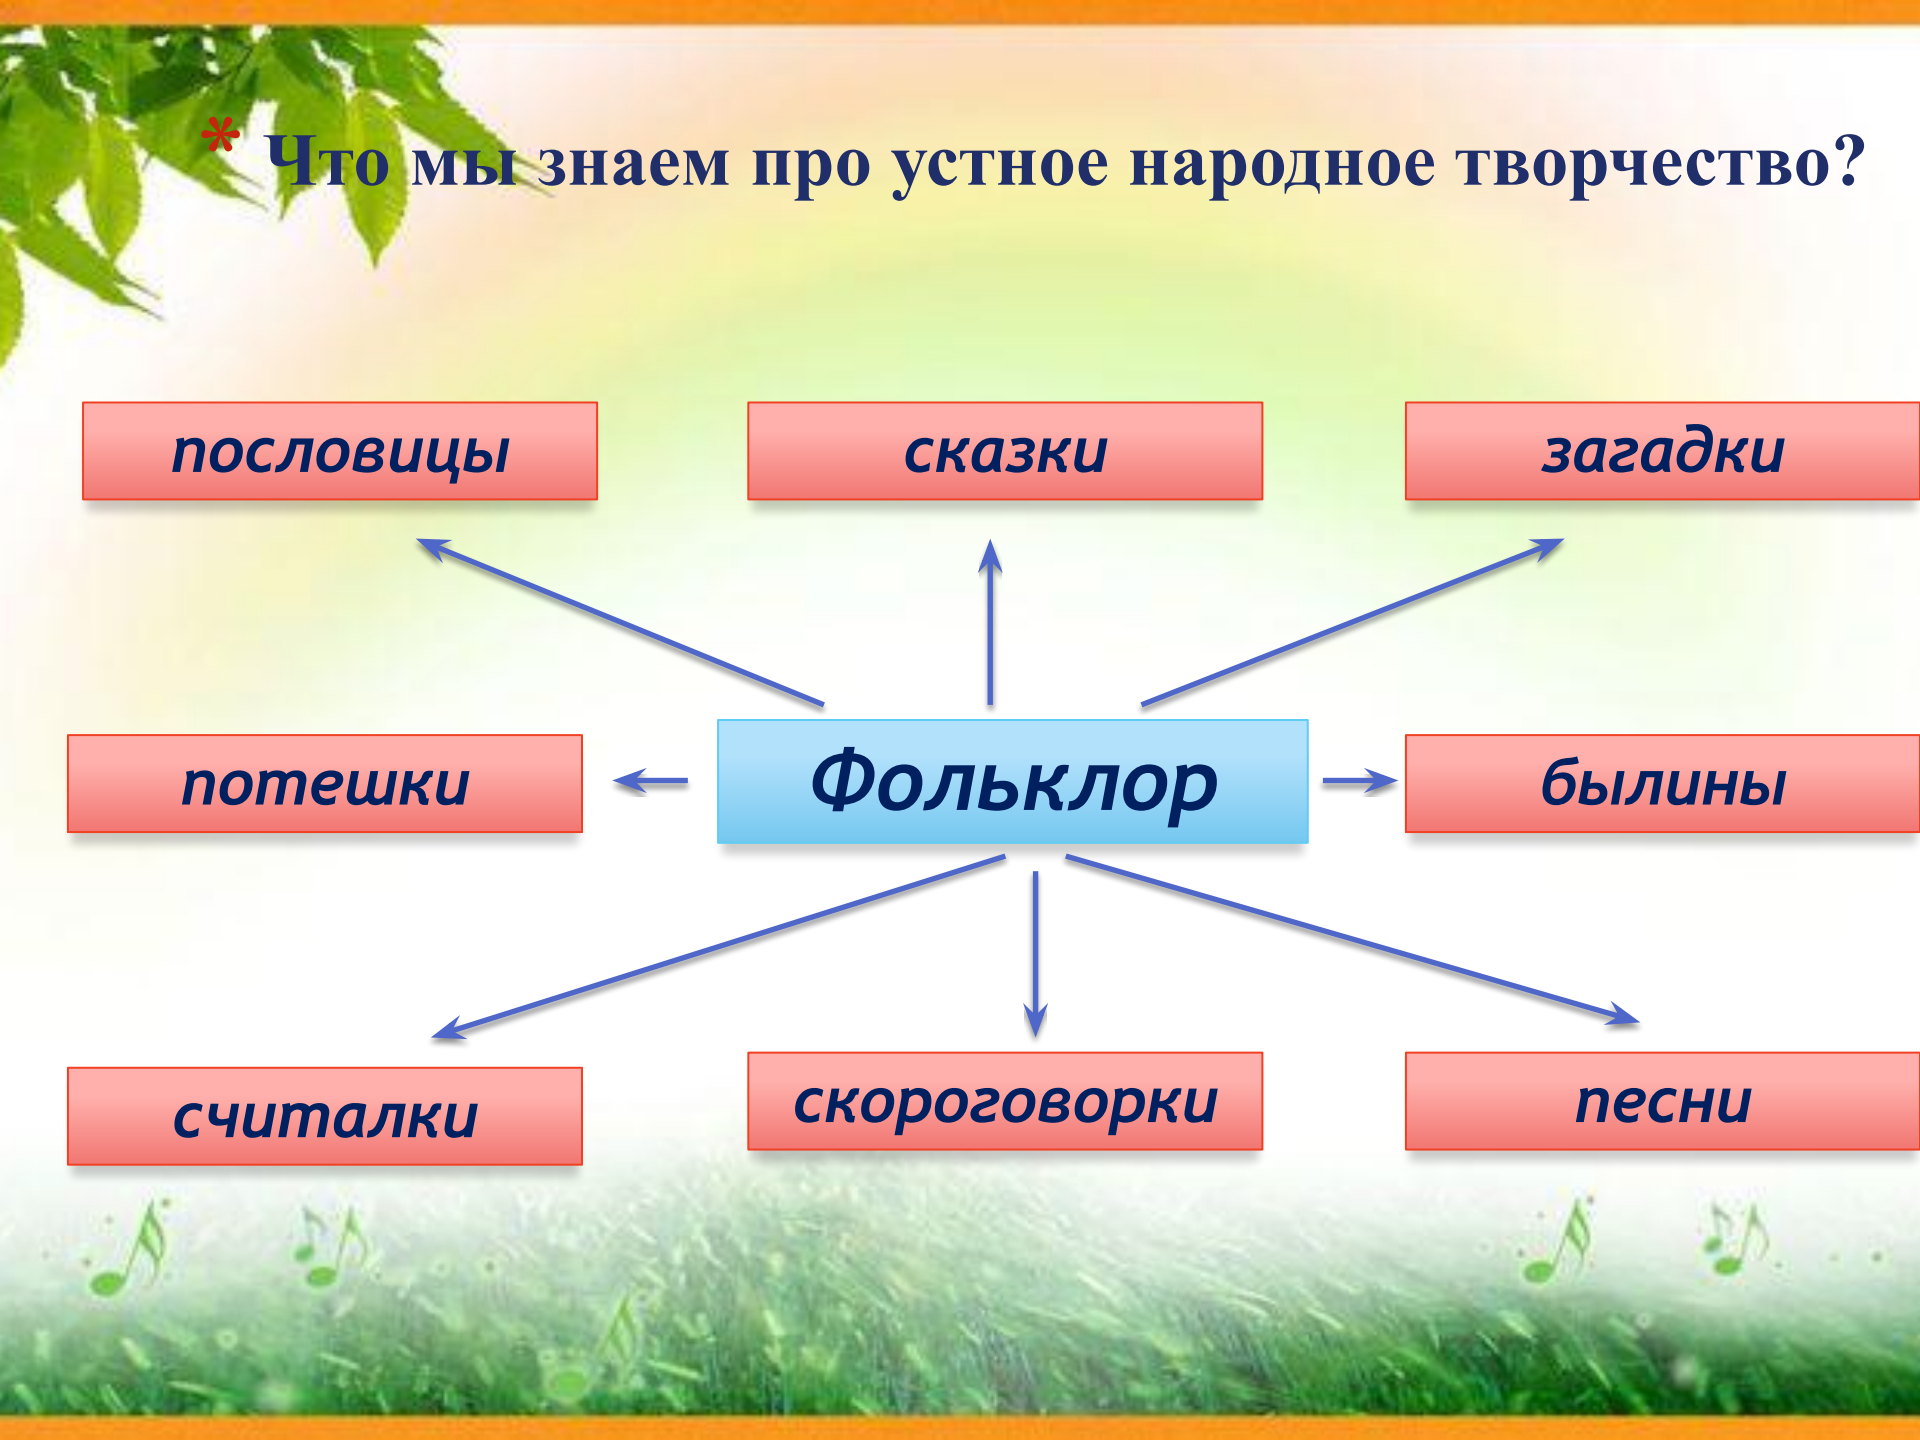 * Что мы знаем про устное народное творчество?
пословицы
сказки
загадки
потешки
Фольклор
былины
считалки
скороговорки
песни